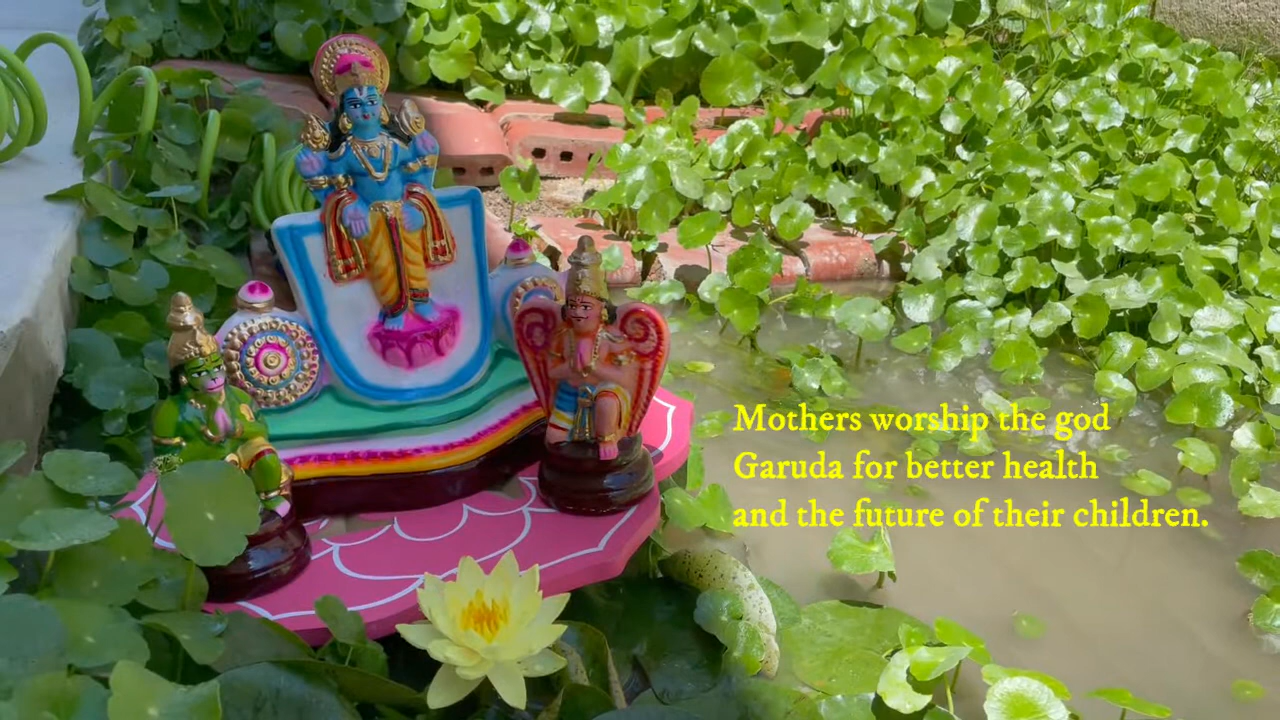 Mothers worship the god
Garuda for better health
and the future of their children.